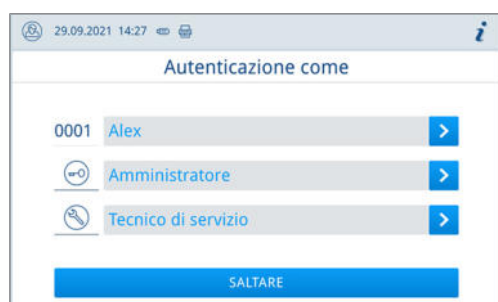 29.09.2021 14:27 i
Autenticazione come
0001 Alex
Amministratore
Tecnico di servizio
SALTARE